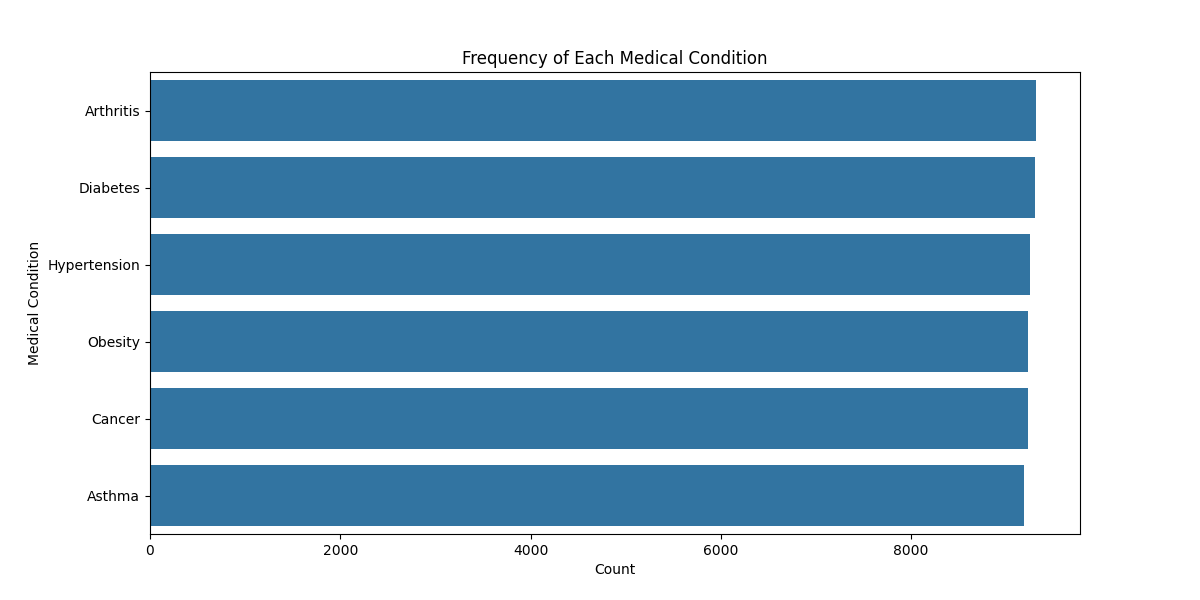 Frequency of Each Medical Condition
Medical Condition
Arthritis
Diabetes
Hypertension
Obesity
Cancer
Asthma
0 2000 4000 6000 8000
Count